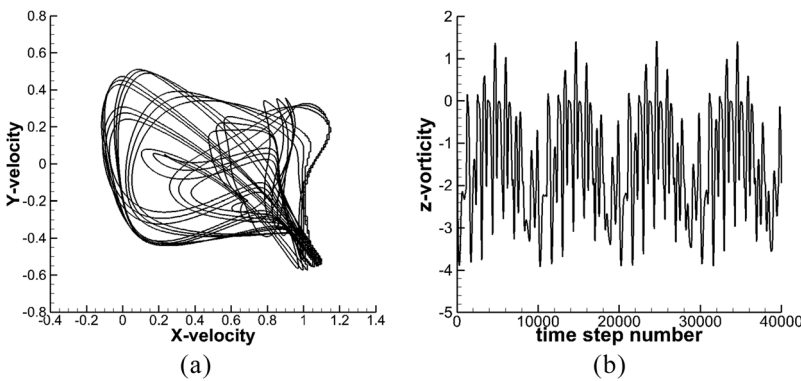 0.8
0.6
0.4
0.2
0
-0.2
-0.4
-0.6
-0.8
Y-velocity
-0.4 -0.2 0 0.2 0.4 0.6 0.8 1 1.2 1.4
X-velocity
(a)
2
1
0
-1
-2
-3
-4
-5
z-vorticity
0 10000 20000 30000 40000
time step number
(b)